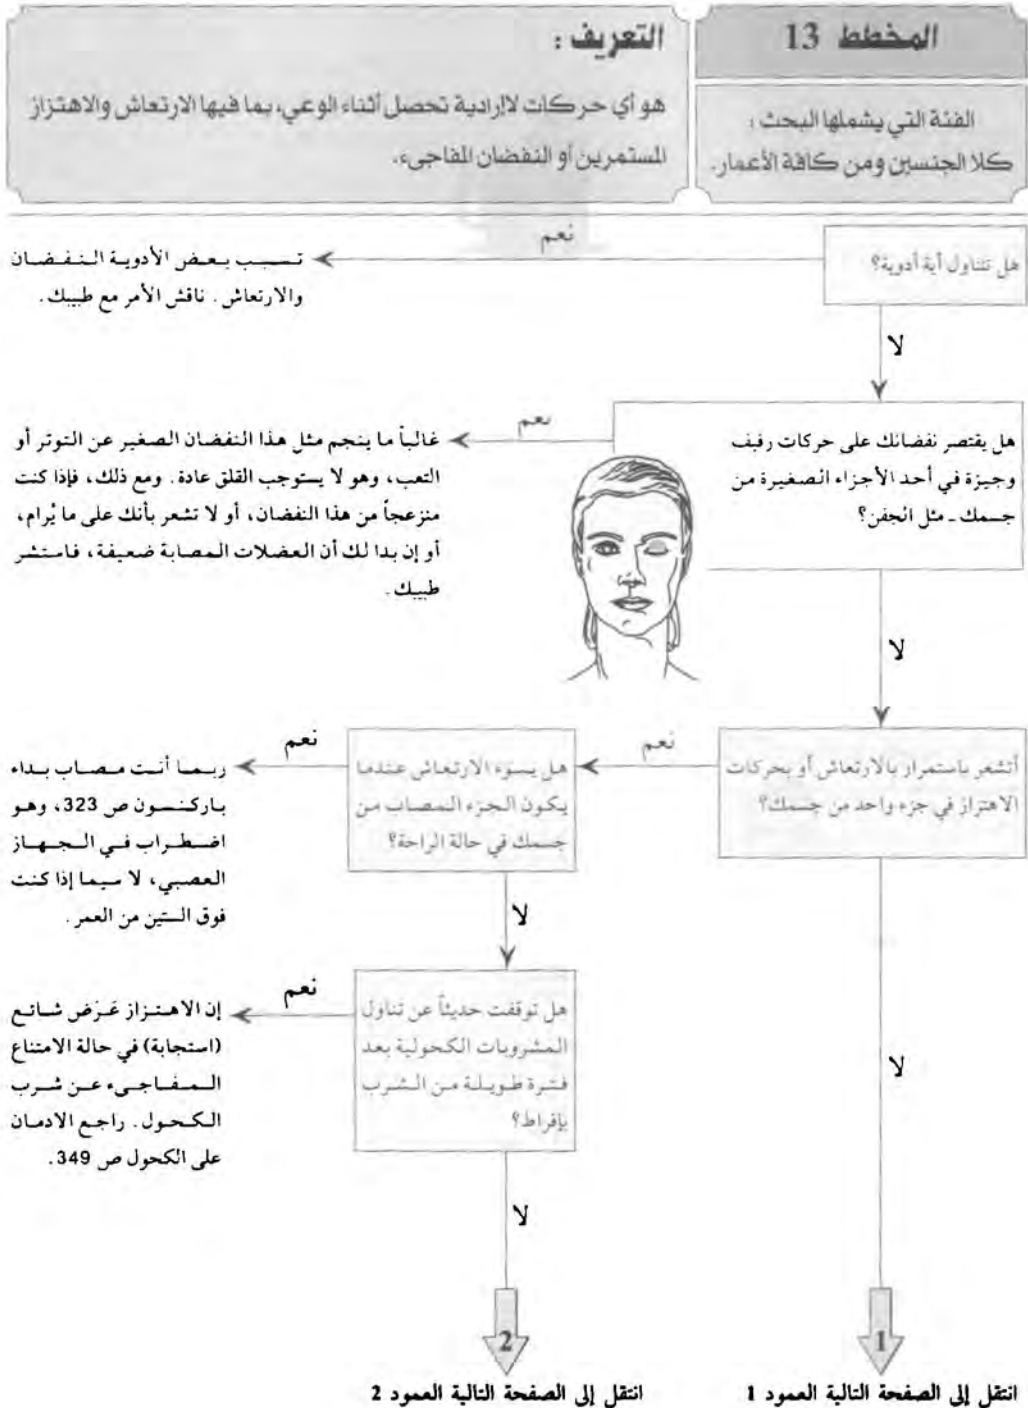 المخطط 13
الفئة التي يشملها البحث :
كلا الجنسين ومن كافة الأعمار.
التعريف :
هو أي حركات لاإرادية تحصل أثناء الوعي، بما فيها الارتعاش والاهتزاز
المستمرين أو النفضان المفاجىء.
هل تتناول أية أدوية؟
نعم
تسبب بعض الأدوية النفضان
والارتعاش. ناقش الأمر مع طبيبك.
لا
هل يقتصر نفضانك على حركات رفيف
وجيزة في أحد الأجزاء الصغيرة من
جسمك ـ مثل الجفن؟
نعم
غالباً ما ينجم مثل هذا النفضان الصغير عن التوتر أو
التعب، وهو لا يستوجب القلق عادة. ومع ذلك، فإذا كنت
منزعجاً من هذا النفضان، أو لا تشعر بأنك على ما يُرام،
أو إن بدا لك أن العضلات المصابة ضعيفة، فاستشر
طبيبك.
لا
أتشعر باستمرار بالارتعاش أو بحركات
الاهتزاز في جزء واحد من جسمك؟
نعم
هل يسوء الارتعاش عندما
يكون الجزء المصاب من
جسمك في حالة الراحة؟
نعم
ربما أنت مصاب بداء
باركنسون ص 323، وهو
اضطراب في الجهاز
العصبي، لا سيما إذا كنت
فوق الستين من العمر.
لا
هل توقفت حديثاً عن تناول
المشروبات الكحولية بعد
فترة طويلة من الشرب
بإفراط؟
نعم
إن الاهتزاز عَرَض شائع
(استجابة) في حالة الامتناع
المفاجىء عن شرب
الكحول. راجع الادمان
على الكحول ص 349.
لا
لا
1
انتقل إلى الصفحة التالية العمود 1
2
انتقل إلى الصفحة التالية العمود 2